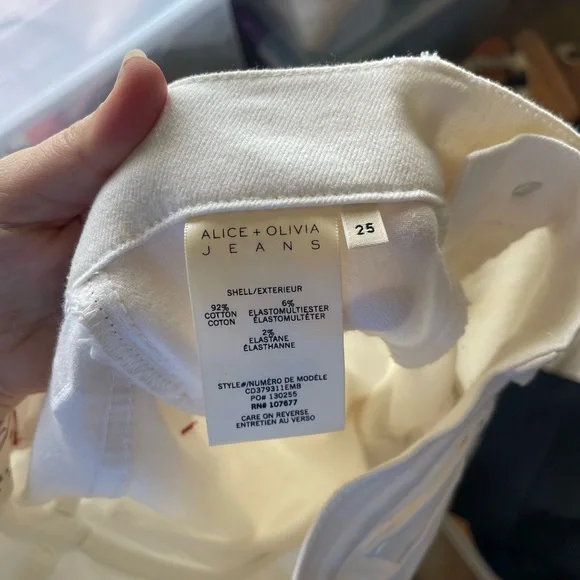 ALICE + OLIVIA
JEANS
25
SHELL/EXTERIEUR
92%
COTTON
COTON
6%
ELASTOMULTIESTER
ÉLASTOMULTÉTER
2%
ELASTANE
ÉLASTHANNE
STYLE#/NUMÉRO DE MODÈLE
CD379311EMB
PO# 130255
RN# 107677
CARE ON REVERSE
ENTRETIEN AU VERSO